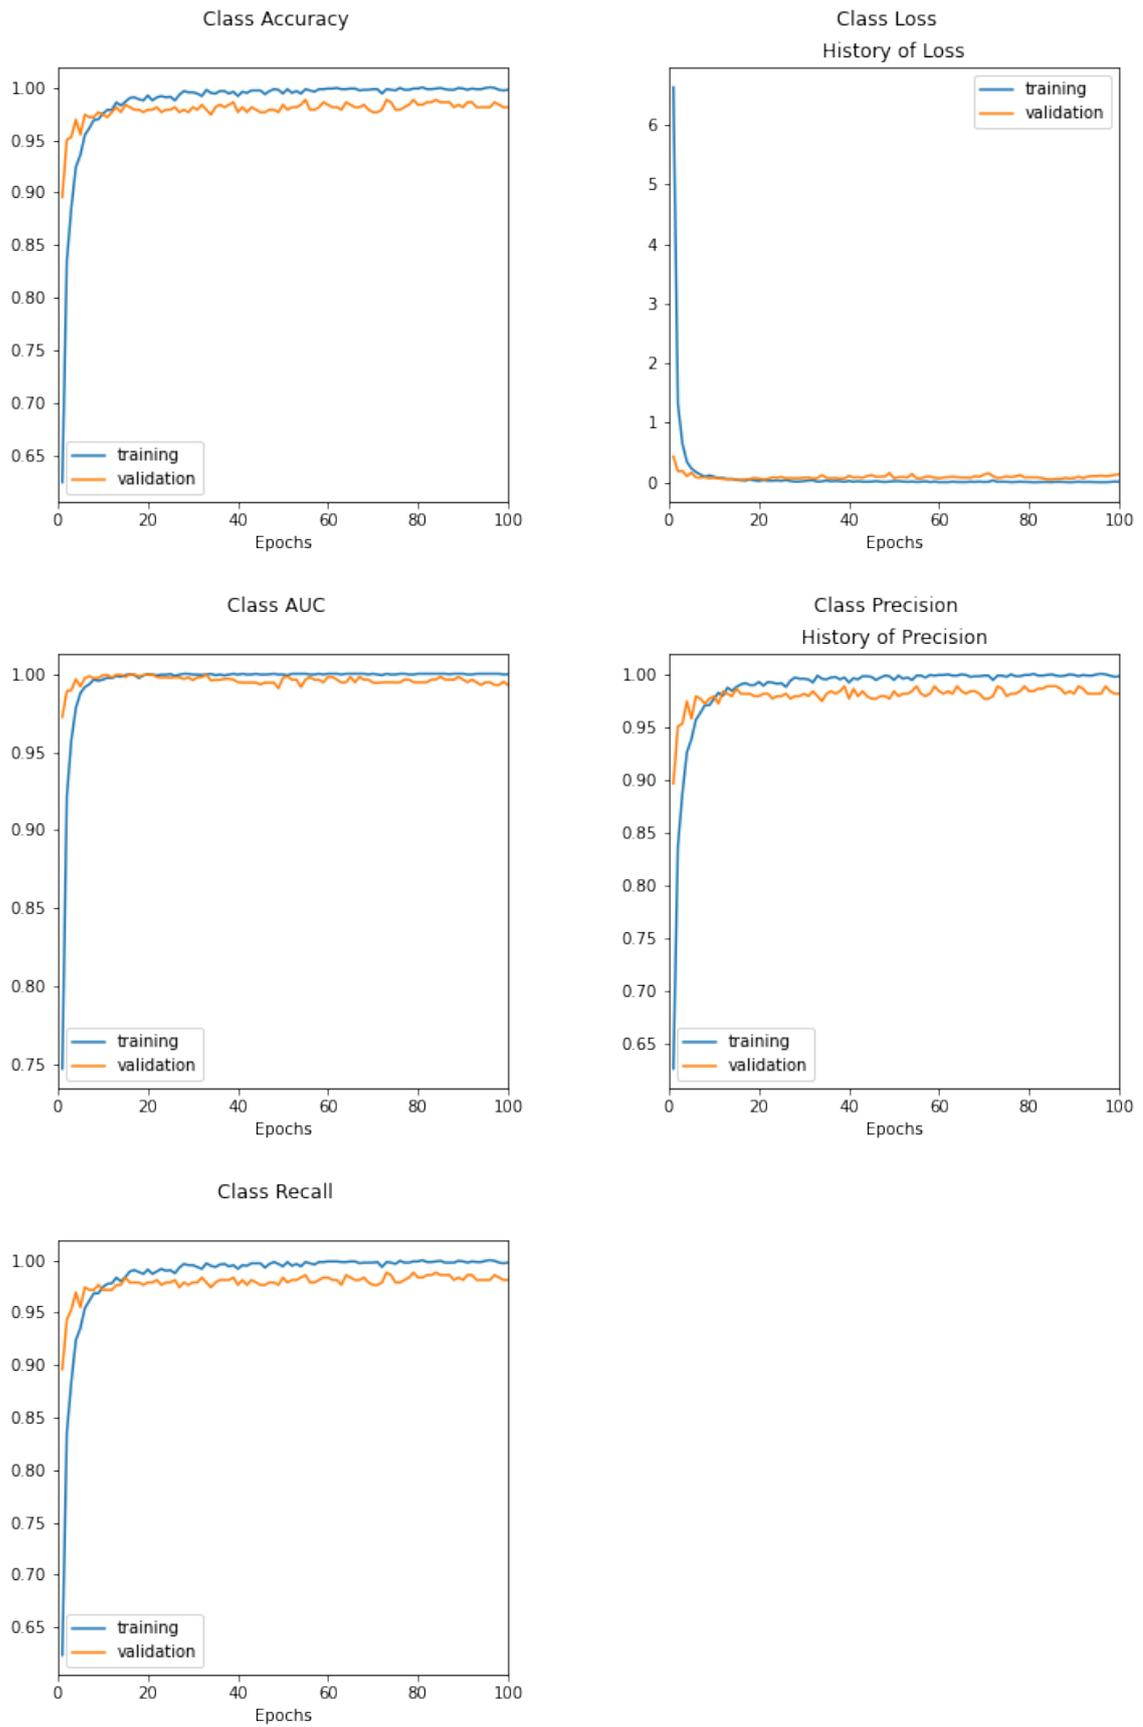 Class Accuracy
1.00
0.95
0.90
0.85
0.80
0.75
0.70
0.65
training
validation
0 20 40 60 80 100
Epochs
Class Loss
History of Loss
training
validation
6
5
4
3
2
1
0
0 20 40 60 80 100
Epochs
Class AUC
1.00
0.95
0.90
0.85
0.80
0.75
training
validation
0 20 40 60 80 100
Epochs
Class Precision
History of Precision
1.00
0.95
0.90
0.85
0.80
0.75
0.70
0.65
training
validation
0 20 40 60 80 100
Epochs
Class Recall
1.00
0.95
0.90
0.85
0.80
0.75
0.70
0.65
training
validation
0 20 40 60 80 100
Epochs